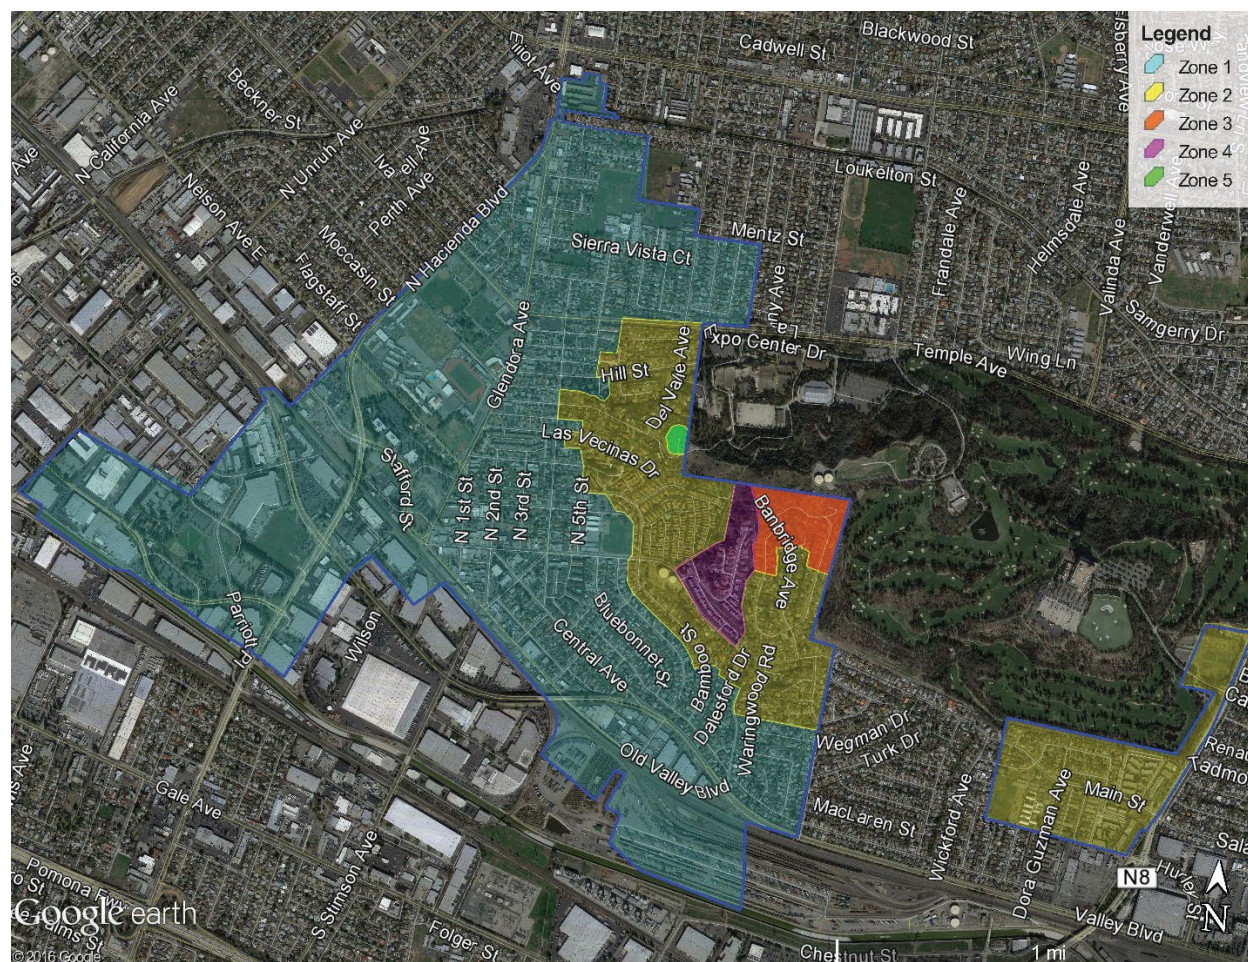 Legend
Zone 1
Zone 2
Zone 3
Zone 4
Zone 5
Blackwood St
Cadwell St
Elliot Ave
Beckner St
N California Ave
Ave
N Unruh Ave
Perth Ave
Nelson Ave E
Moccasin St
Flagstaff St
N Hacienda Blvd
Loukelton St
Frandale Ave
Helmsdale Ave
Valinda Ave
Vanderwell Ave
Mentz St
Sierra Vista Ct
Samgerry Dr
Wing Ln
Temple Ave
Expo Center Dr
Glendora Ave
Hill St
Del Valle Ave
Las Vecinas Dr
Stafford St
N 1st St
N 2nd St
N 3rd St
N 5th St
Banbridge Ave
Parriott Pl
Wilson
Bluebonnet St
Central Ave
Bamboo St
Dalesford Dr
Waringwood Rd
Old Valley Blvd
Wegman Dr
Turk Dr
MacLaren St
Wickford Ave
Dora Guzman Ave
Main St
Gale Ave
S Stimson Ave
Folger St
Pomona Fwy
N8
Valley Blvd
Chestnut St
1 mi
N
Google earth
© 2016 Google